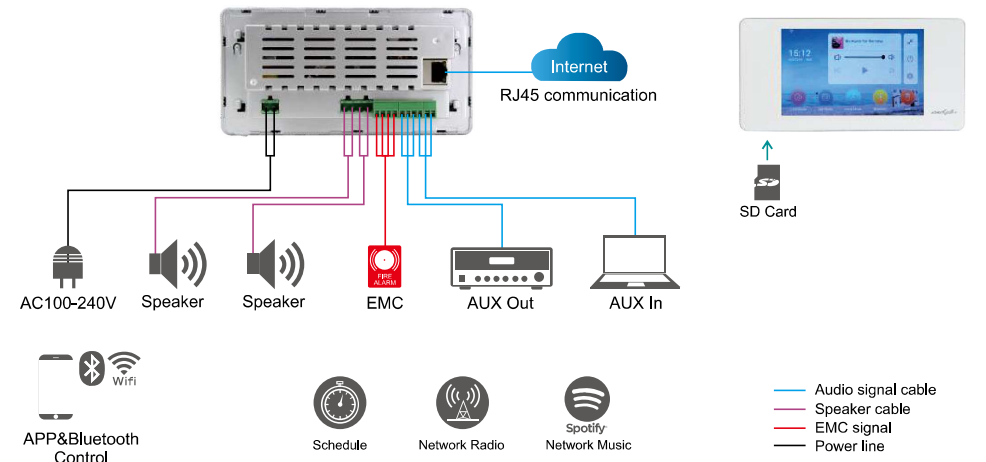 Internet
RJ45 communication
15:12
SD Card
FIRE
ALARM
AC100-240V
Speaker
Speaker
EMC
AUX Out
AUX In
Wifi
APP&Bluetooth
Control
Schedule
Network Radio
Spotify
Network Music
Audio signal cable
Speaker cable
EMC signal
Power line